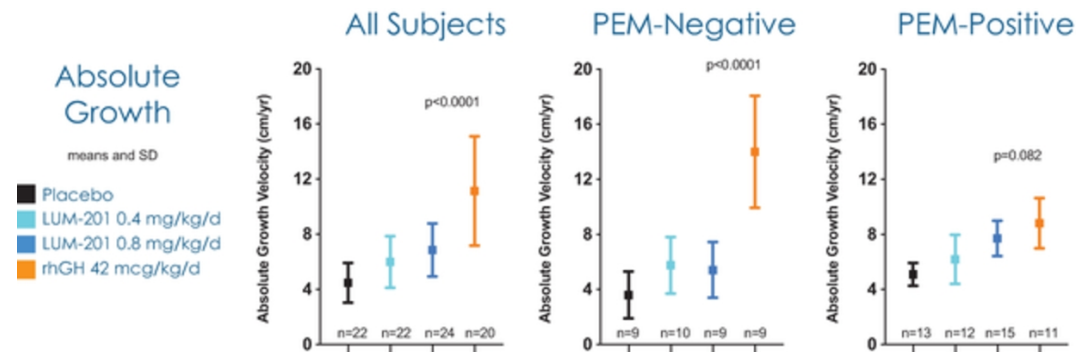 All Subjects
PEM-Negative
PEM-Positive
Absolute
Growth
means and SD
Placebo
LUM-201 0.4 mg/kg/d
LUM-201 0.8 mg/kg/d
rhGH 42 mcg/kg/d
Absolute Growth Velocity (cm/yr)
20
16
12
8
4
0
p<0.0001
n=22 n=22 n=24 n=20
Absolute Growth Velocity (cm/yr)
20
16
12
8
4
0
p<0.0001
n=9 n=10 n=9 n=9
Absolute Growth Velocity (cm/yr)
20
16
12
8
4
0
p=0.082
n=13 n=12 n=15 n=11